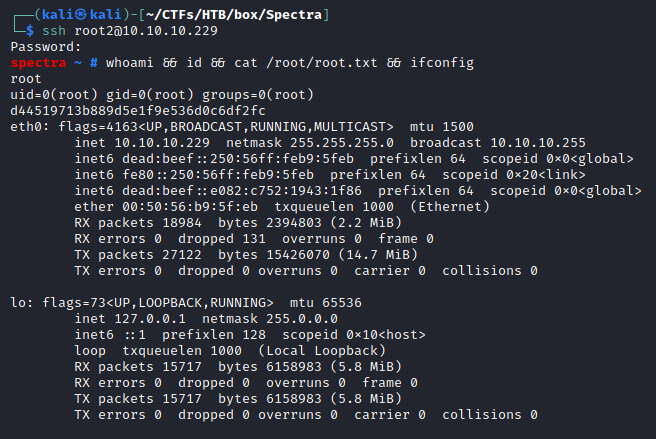 ┌──(kali㉿kali)-[~/CTFs/HTB/box/Spectra]
└─$ ssh root2@10.10.10.229
Password:
spectra ~ # whoami && id && cat /root/root.txt && ifconfig
root
uid=0(root) gid=0(root) groups=0(root)
d44519713b889d5e1f9e536d0c6df2fc
eth0: flags=4163<UP,BROADCAST,RUNNING,MULTICAST>  mtu 1500
        inet 10.10.10.229  netmask 255.255.255.0  broadcast 10.10.10.255
        inet6 dead:beef::250:56ff:feb9:5feb  prefixlen 64  scopeid 0×0<global>
        inet6 fe80::250:56ff:feb9:5feb  prefixlen 64  scopeid 0×20<link>
        inet6 dead:beef::e082:c752:1943:1f86  prefixlen 64  scopeid 0×0<global>
        ether 00:50:56:b9:5f:eb  txqueuelen 1000  (Ethernet)
        RX packets 18984  bytes 2394803 (2.2 MiB)
        RX errors 0  dropped 131  overruns 0  frame 0
        TX packets 27122  bytes 15426070 (14.7 MiB)
        TX errors 0  dropped 0 overruns 0  carrier 0  collisions 0

lo: flags=73<UP,LOOPBACK,RUNNING>  mtu 65536
        inet 127.0.0.1  netmask 255.0.0.0
        inet6 ::1  prefixlen 128  scopeid 0×10<host>
        loop  txqueuelen 1000  (Local Loopback)
        RX packets 15717  bytes 6158983 (5.8 MiB)
        RX errors 0  dropped 0  overruns 0  frame 0
        TX packets 15717  bytes 6158983 (5.8 MiB)
        TX errors 0  dropped 0 overruns 0  carrier 0  collisions 0